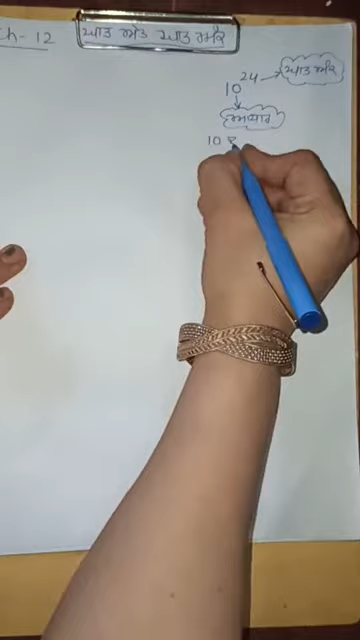 Ch-12
ਘਾਤ ਅਤੇ ਘਾਤ ਅੰਕ
10 24 → ਘਾਤ ਅੰਕ
ਆਧਾਰ
10 ਨੂੰ